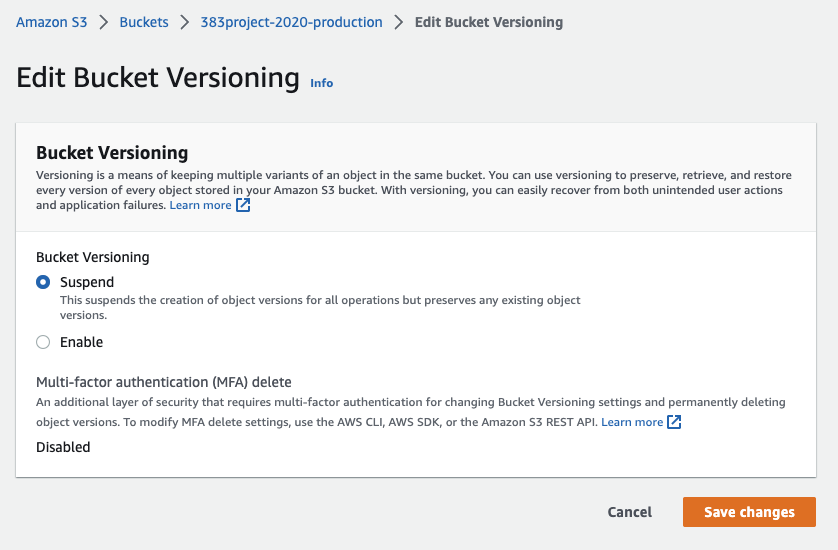 Amazon S3 > Buckets > 383project-2020-production > Edit Bucket Versioning
Edit Bucket Versioning Info
Bucket Versioning
Versioning is a means of keeping multiple variants of an object in the same bucket. You can use versioning to preserve, retrieve, and restore
every version of every object stored in your Amazon S3 bucket. With versioning, you can easily recover from both unintended user actions
and application failures. Learn more
Bucket Versioning
Suspend
This suspends the creation of object versions for all operations but preserves any existing object
versions.
Enable
Multi-factor authentication (MFA) delete
An additional layer of security that requires multi-factor authentication for changing Bucket Versioning settings and permanently deleting
object versions. To modify MFA delete settings, use the AWS CLI, AWS SDK, or the Amazon S3 REST API. Learn more
Disabled
Cancel Save changes